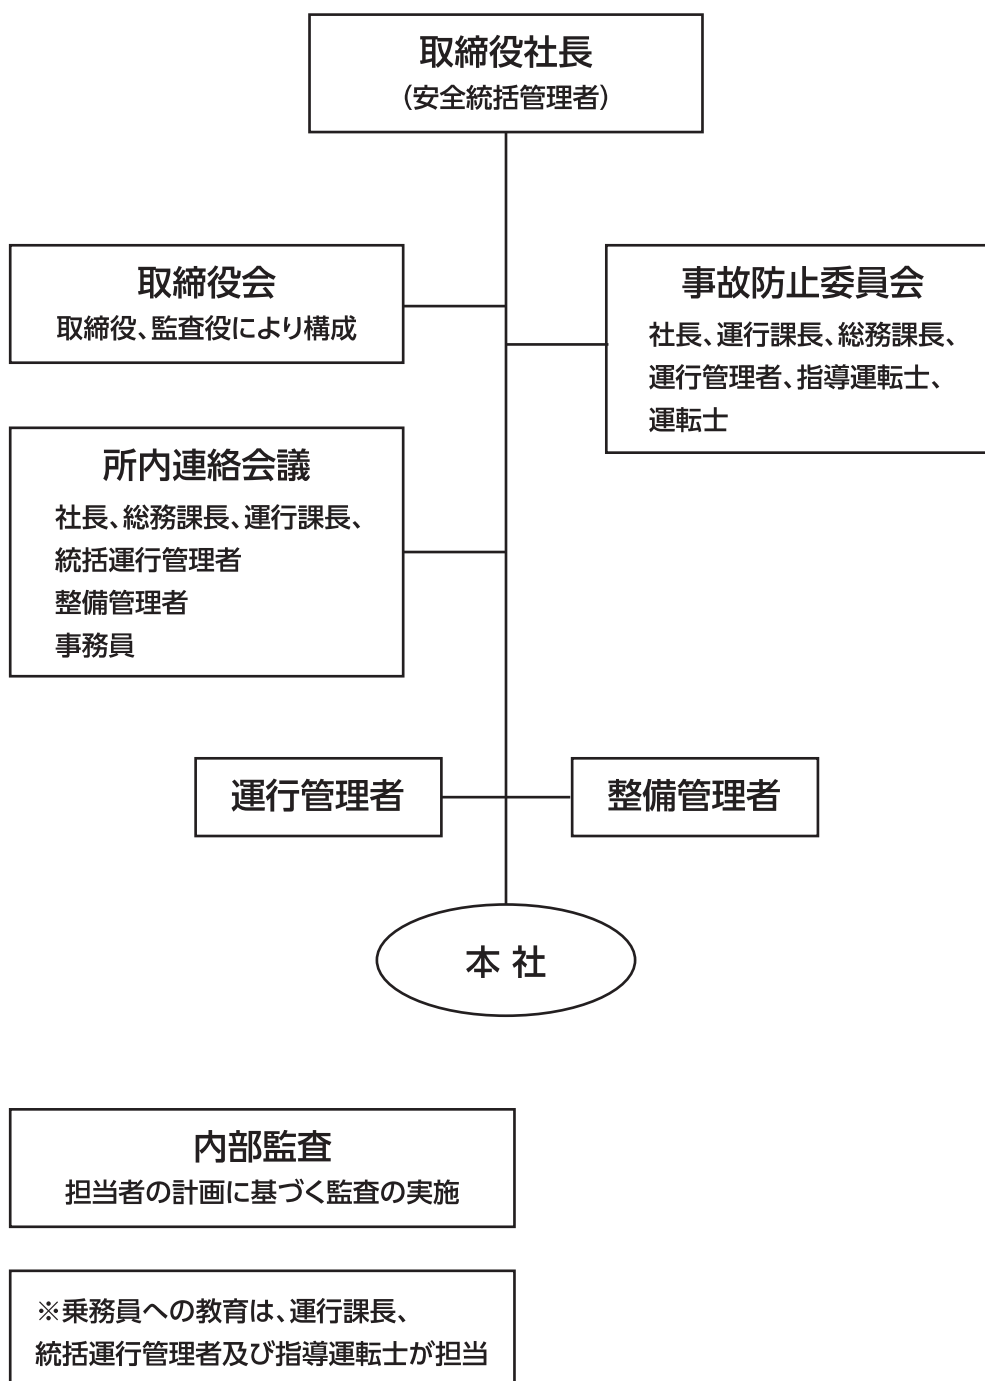 取締役社長
（安全統括管理者）
取締役会
取締役、監査役により構成
事故防止委員会
社長、運行課長、総務課長、
運行管理者、指導運転士、
運転士
所内連絡会議
社長、総務課長、運行課長、
統括運行管理者
整備管理者
事務員
運行管理者
整備管理者
本 社
内部監査
担当者の計画に基づく監査の実施
※乗務員への教育は、運行課長、
統括運行管理者及び指導運転士が担当